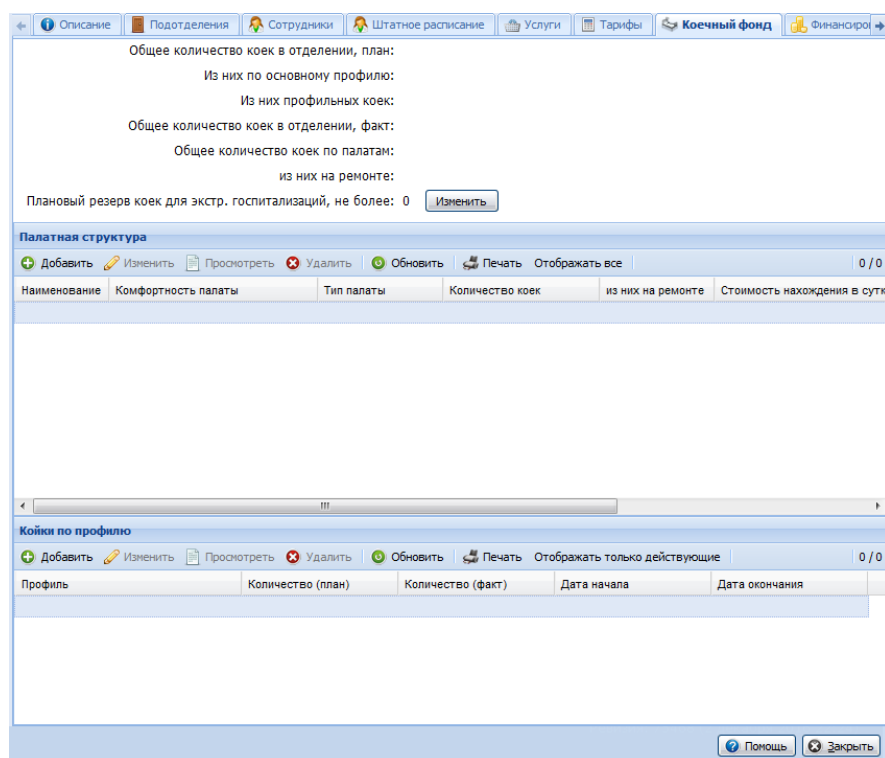 Описание Подотделения Сотрудники Штатное расписание Услуги Тарифы Коечный фонд Финансиро
Общее количество коек в отделении, план:
Из них по основному профилю:
Из них профильных коек:
Общее количество коек в отделении, факт:
Общее количество коек по палатам:
из них на ремонте:
Плановый резерв коек для экстр. госпитализаций, не более: 0 Изменить
Палатная структура
Добавить Изменить Просмотреть Удалить Обновить Печать Отображать все 0 / 0
Наименование Комфортность палаты Тип палаты Количество коек из них на ремонте Стоимость нахождения в сутк
Койки по профилю
Добавить Изменить Просмотреть Удалить Обновить Печать Отображать только действующие 0 / 0
Профиль Количество (план) Количество (факт) Дата начала Дата окончания
Помощь Закрыть